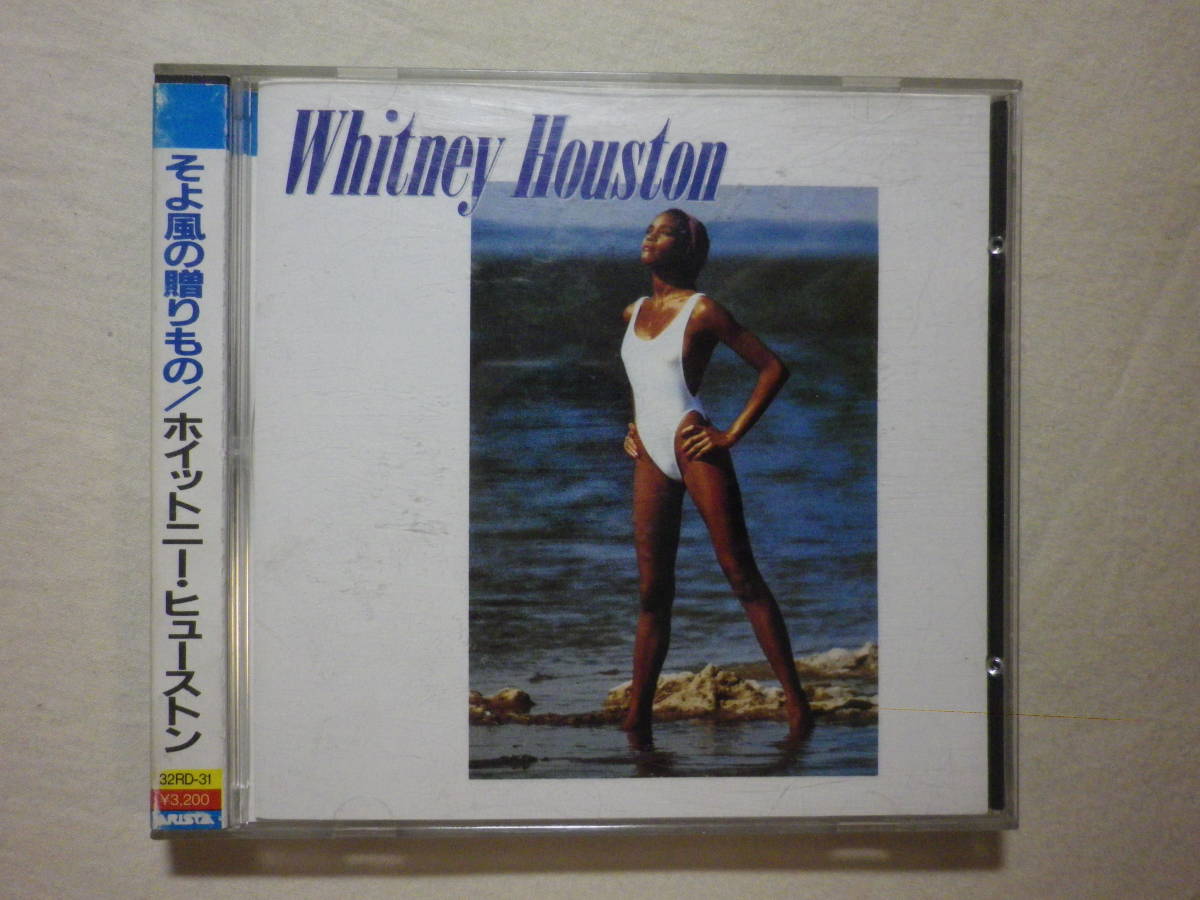 Whitney Houston
そよ風の贈りもの/ホイットニー・ヒューストン
32RD-31
¥3,200
ARISTA